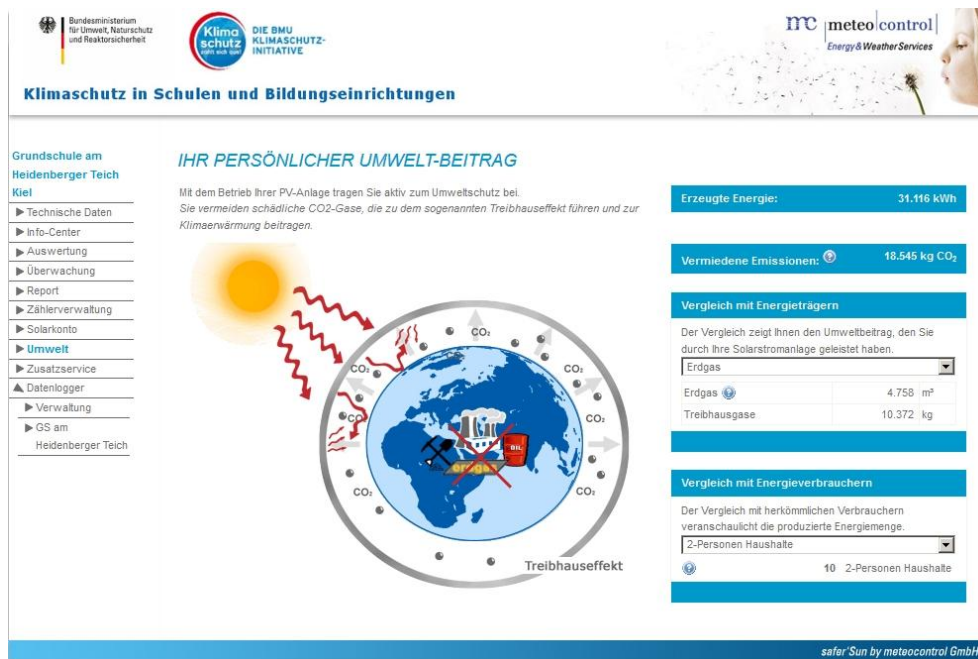 Bundesministerium
für Umwelt, Naturschutz
und Reaktorsicherheit
Klima
schutz
zahlt sich aus!
DIE BMU
KLIMASCHUTZ-
INITIATIVE
mc meteocontrol
Energy & Weather Services
Klimaschutz in Schulen und Bildungseinrichtungen
Grundschule am
Heidenberger Teich
Kiel
Technische Daten
Info-Center
Auswertung
Überwachung
Report
Zählerverwaltung
Solarkonto
Umwelt
Zusatzservice
Datenlogger
Verwaltung
GS am
Heidenberger Teich
IHR PERSÖNLICHER UMWELT-BEITRAG
Mit dem Betrieb Ihrer PV-Anlage tragen Sie aktiv zum Umweltschutz bei.
Sie vermeiden schädliche CO2-Gase, die zu dem sogenannten Treibhauseffekt führen und zur
Klimaerwärmung beitragen.
CO₂
CO₂
CO₂
CO₂
CO₂
CO₂
CO₂
CO₂
OIL
Treibhauseffekt
Erzeugte Energie: 31.116 kWh
Vermiedene Emissionen: 18.545 kg CO₂
Vergleich mit Energieträgern
Der Vergleich zeigt Ihnen den Umweltbeitrag, den Sie
durch Ihre Solarstromanlage geleistet haben.
Erdgas
Erdgas 4.758 m³
Treibhausgase 10.372 kg
Vergleich mit Energieverbrauchern
Der Vergleich mit herkömmlichen Verbrauchern
veranschaulicht die produzierte Energiemenge.
2-Personen Haushalte
10 2-Personen Haushalte
safer'Sun by meteocontrol GmbH